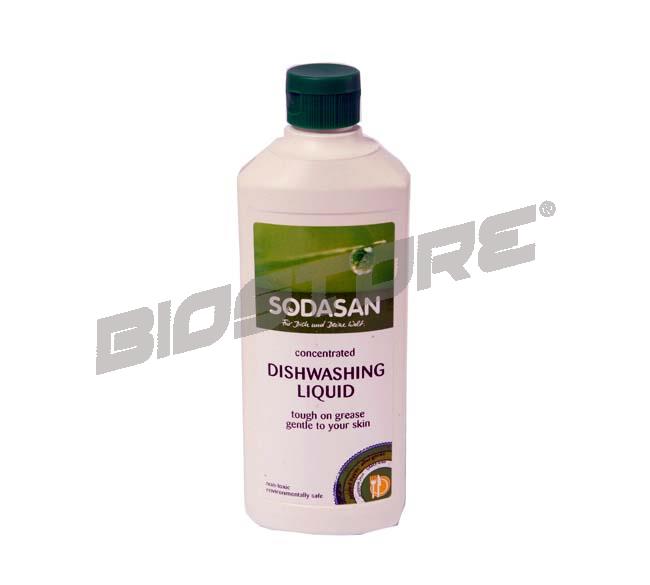 BIOSTORE®
SODASAN
Für Dich und Deine Welt.
concentrated
DISHWASHING
LIQUID
tough on grease
gentle to your skin
non-toxic
environmentally safe